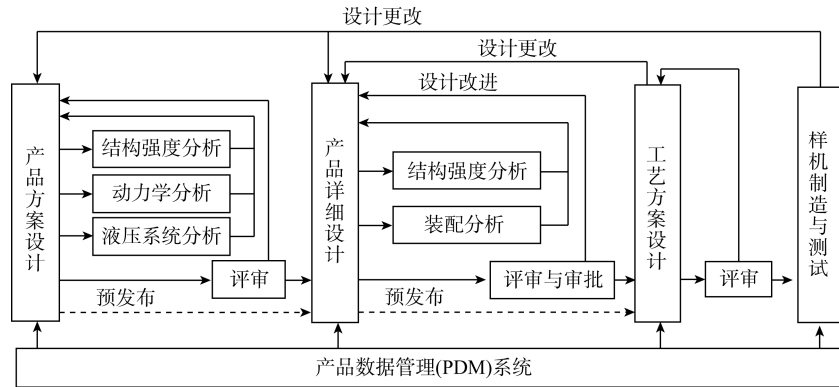 设计更改
设计更改
设计改进
产品方案设计
结构强度分析
动力学分析
液压系统分析
评审
预发布
产品详细设计
结构强度分析
装配分析
评审与审批
预发布
工艺方案设计
评审
样机制造与测试
产品数据管理(PDM)系统